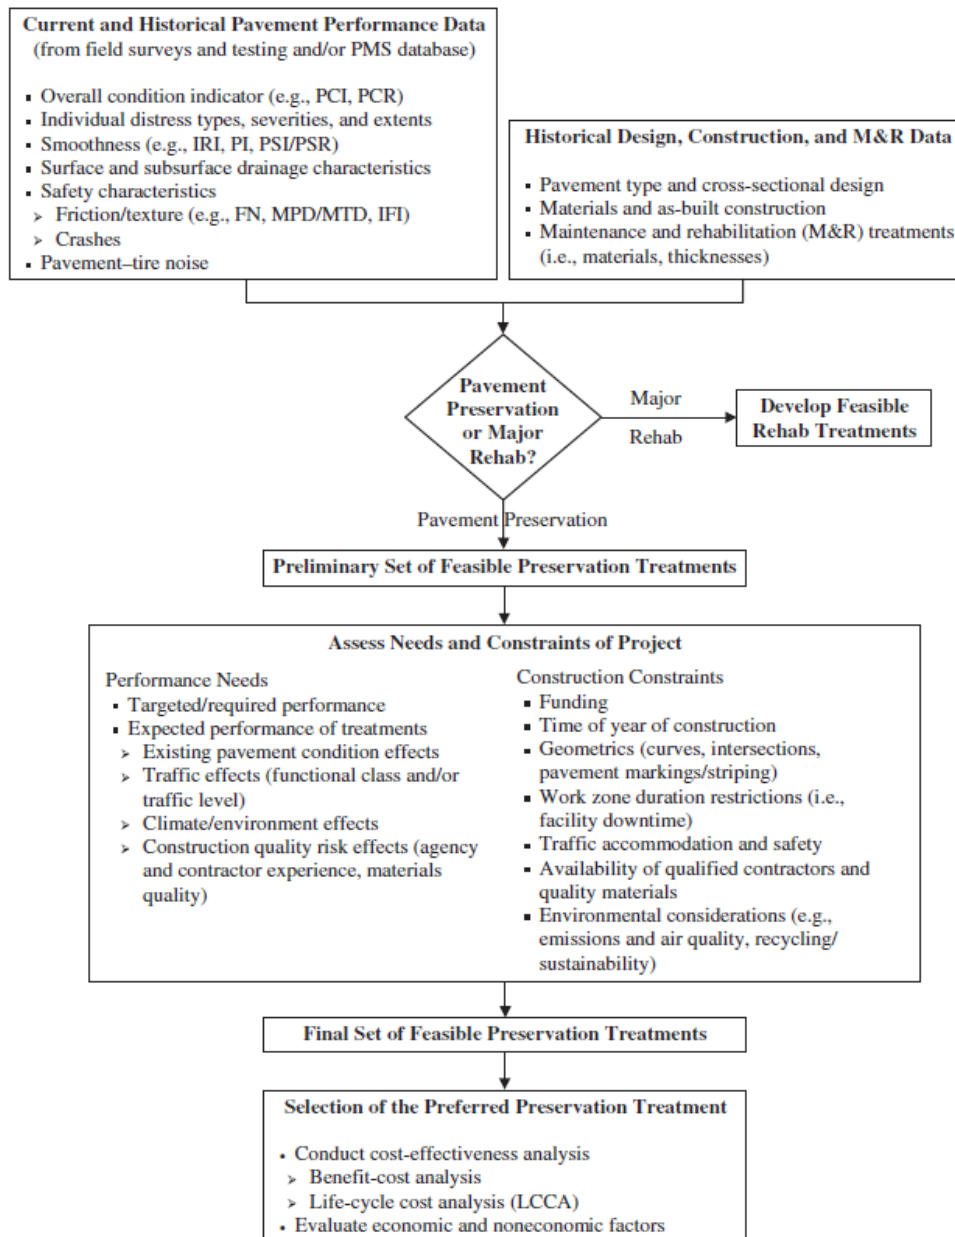 Current and Historical Pavement Performance Data
(from field surveys and testing and/or PMS database)
▪ Overall condition indicator (e.g., PCI, PCR)
▪ Individual distress types, severities, and extents
▪ Smoothness (e.g., IRI, PI, PSI/PSR)
▪ Surface and subsurface drainage characteristics
▪ Safety characteristics
➢ Friction/texture (e.g., FN, MPD/MTD, IFI)
➢ Crashes
▪ Pavement–tire noise
Historical Design, Construction, and M&R Data
▪ Pavement type and cross-sectional design
▪ Materials and as-built construction
▪ Maintenance and rehabilitation (M&R) treatments
(i.e., materials, thicknesses)
Pavement
Preservation
or Major
Rehab?
Major
Rehab
Develop Feasible
Rehab Treatments
Pavement Preservation
Preliminary Set of Feasible Preservation Treatments
Assess Needs and Constraints of Project
Performance Needs
▪ Targeted/required performance
▪ Expected performance of treatments
➢ Existing pavement condition effects
➢ Traffic effects (functional class and/or
traffic level)
➢ Climate/environment effects
➢ Construction quality risk effects (agency
and contractor experience, materials
quality)
Construction Constraints
▪ Funding
▪ Time of year of construction
▪ Geometrics (curves, intersections,
pavement markings/striping)
▪ Work zone duration restrictions (i.e.,
facility downtime)
▪ Traffic accommodation and safety
▪ Availability of qualified contractors and
quality materials
▪ Environmental considerations (e.g.,
emissions and air quality, recycling/
sustainability)
Final Set of Feasible Preservation Treatments
Selection of the Preferred Preservation Treatment
• Conduct cost-effectiveness analysis
➢ Benefit-cost analysis
➢ Life-cycle cost analysis (LCCA)
• Evaluate economic and noneconomic factors